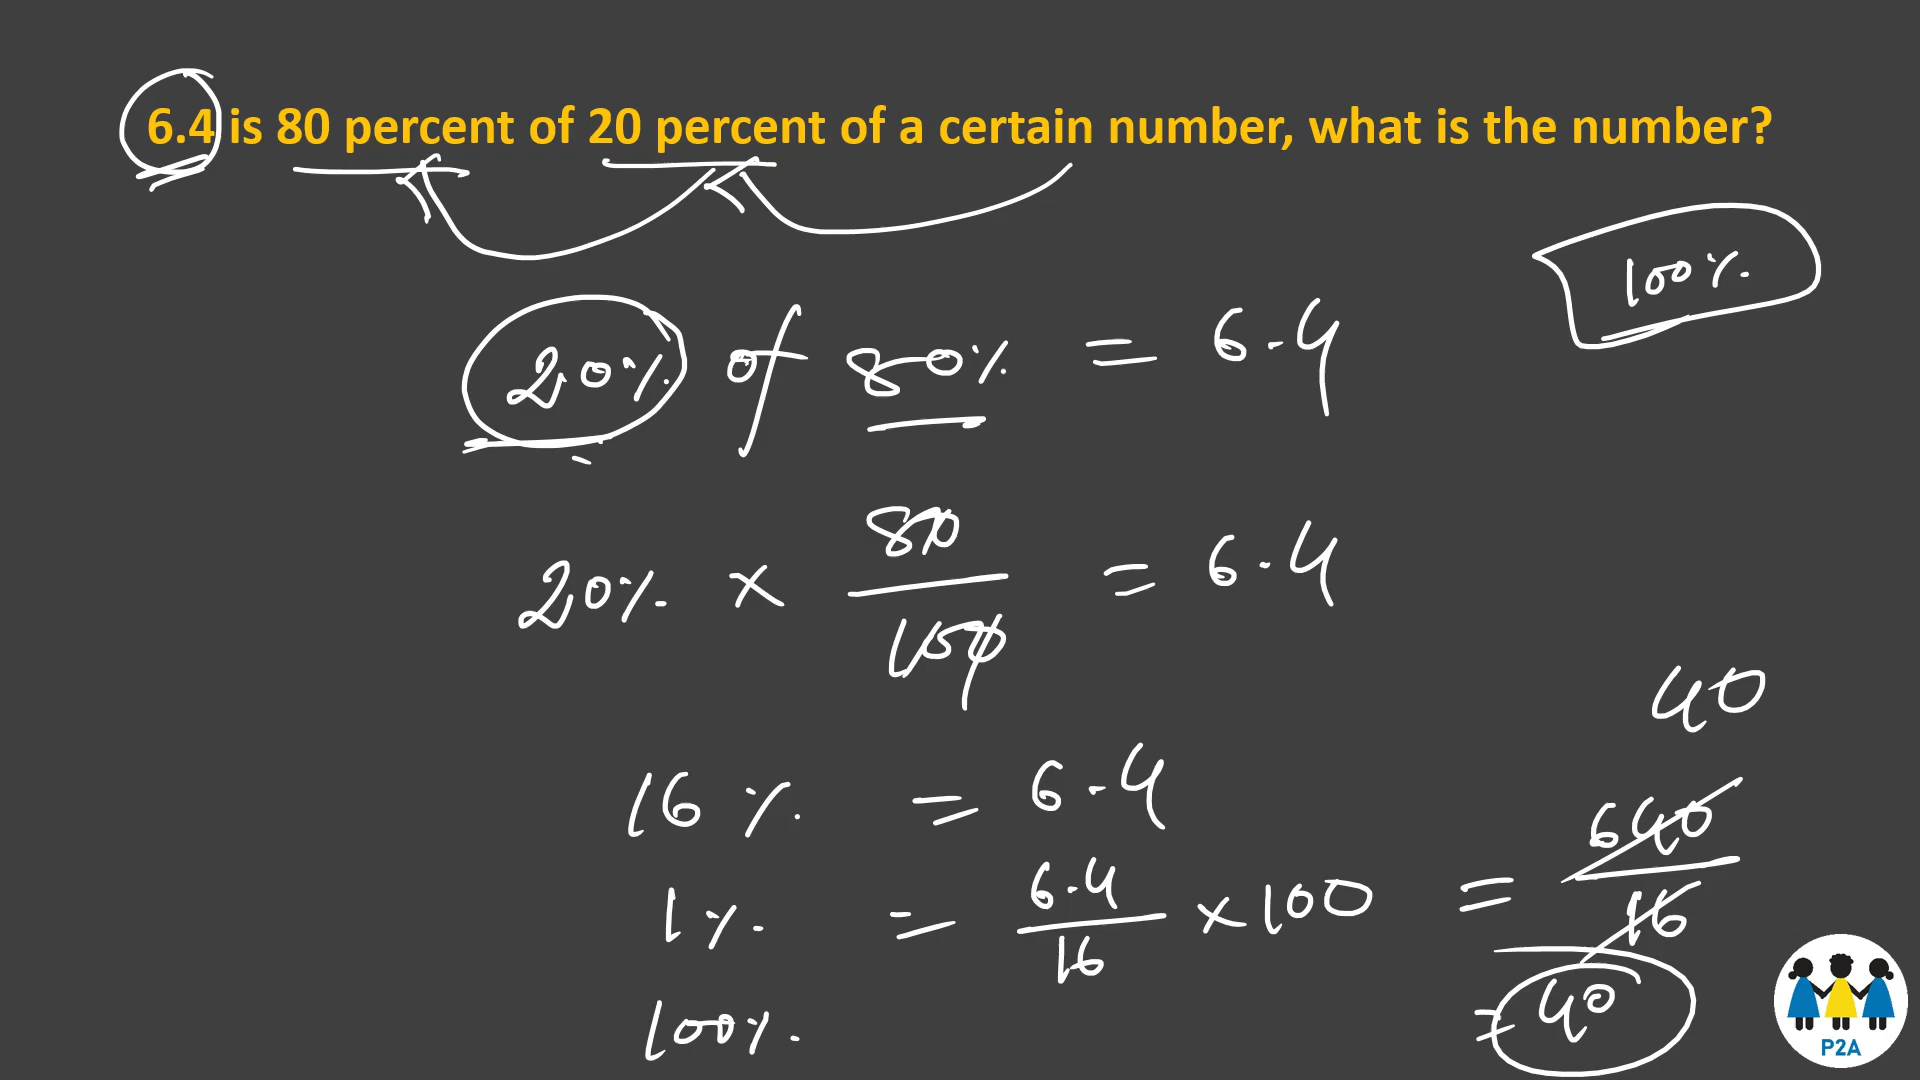 6.4 is 80 percent of 20 percent of a certain number, what is the number?
100%
20% of 80% = 6.4
20% × 80/100 = 6.4
40
16% = 6.4
1% = 6.4/16 × 100 = 640/16
100%
= 40
P2A